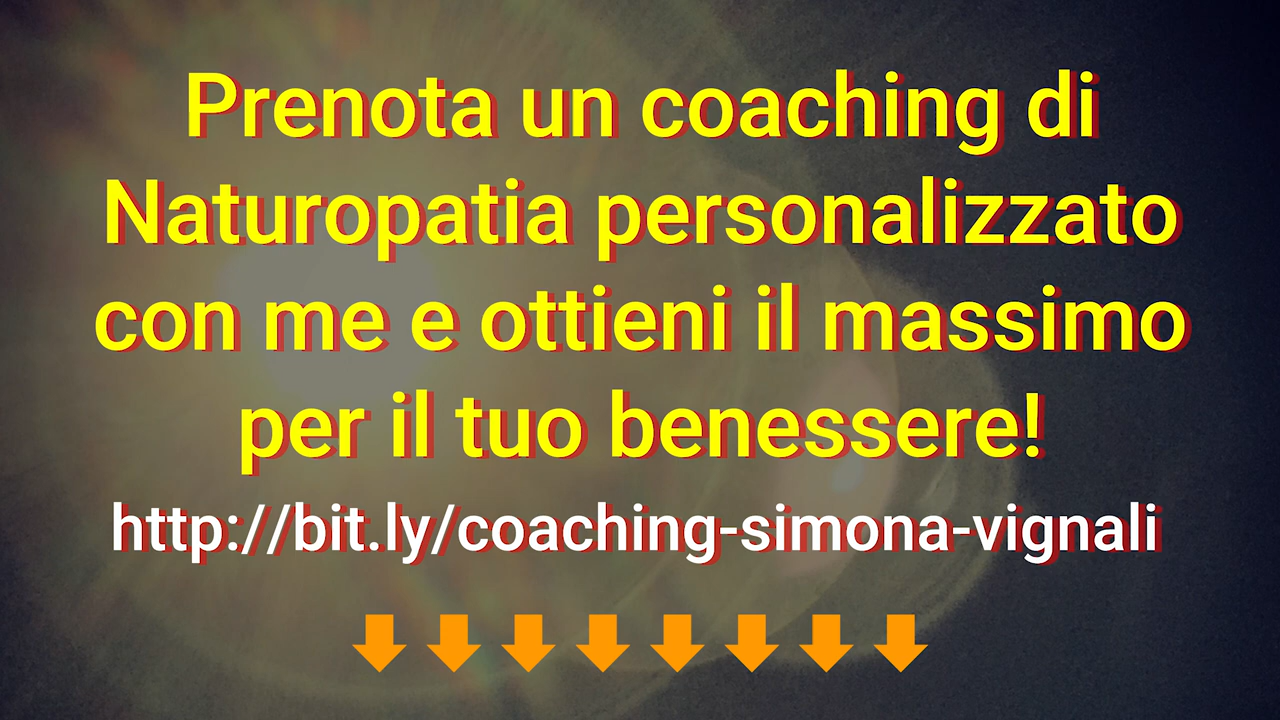 Prenota un coaching di
Naturopatia personalizzato
con me e ottieni il massimo
per il tuo benessere!
http://bit.ly/coaching-simona-vignali